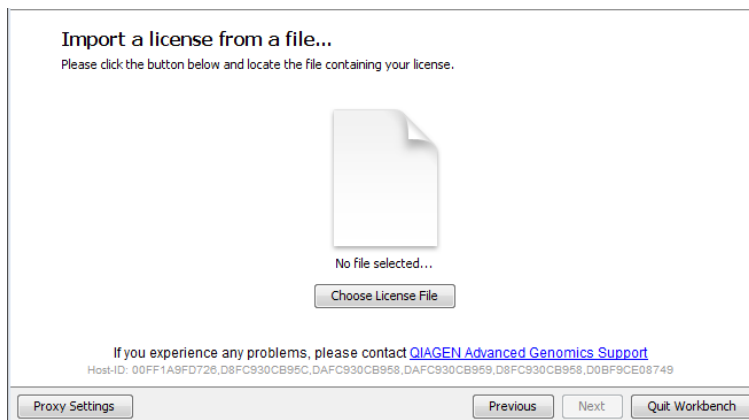 Import a license from a file...
Please click the button below and locate the file containing your license.
No file selected...
Choose License File
If you experience any problems, please contact QIAGEN Advanced Genomics Support
Host-ID: 00FF1A9FD726,D8FC930CB95C,DAFC930CB958,DAFC930CB959,D8FC930CB958,D0BF9CE08749
Proxy Settings Previous Next Quit Workbench